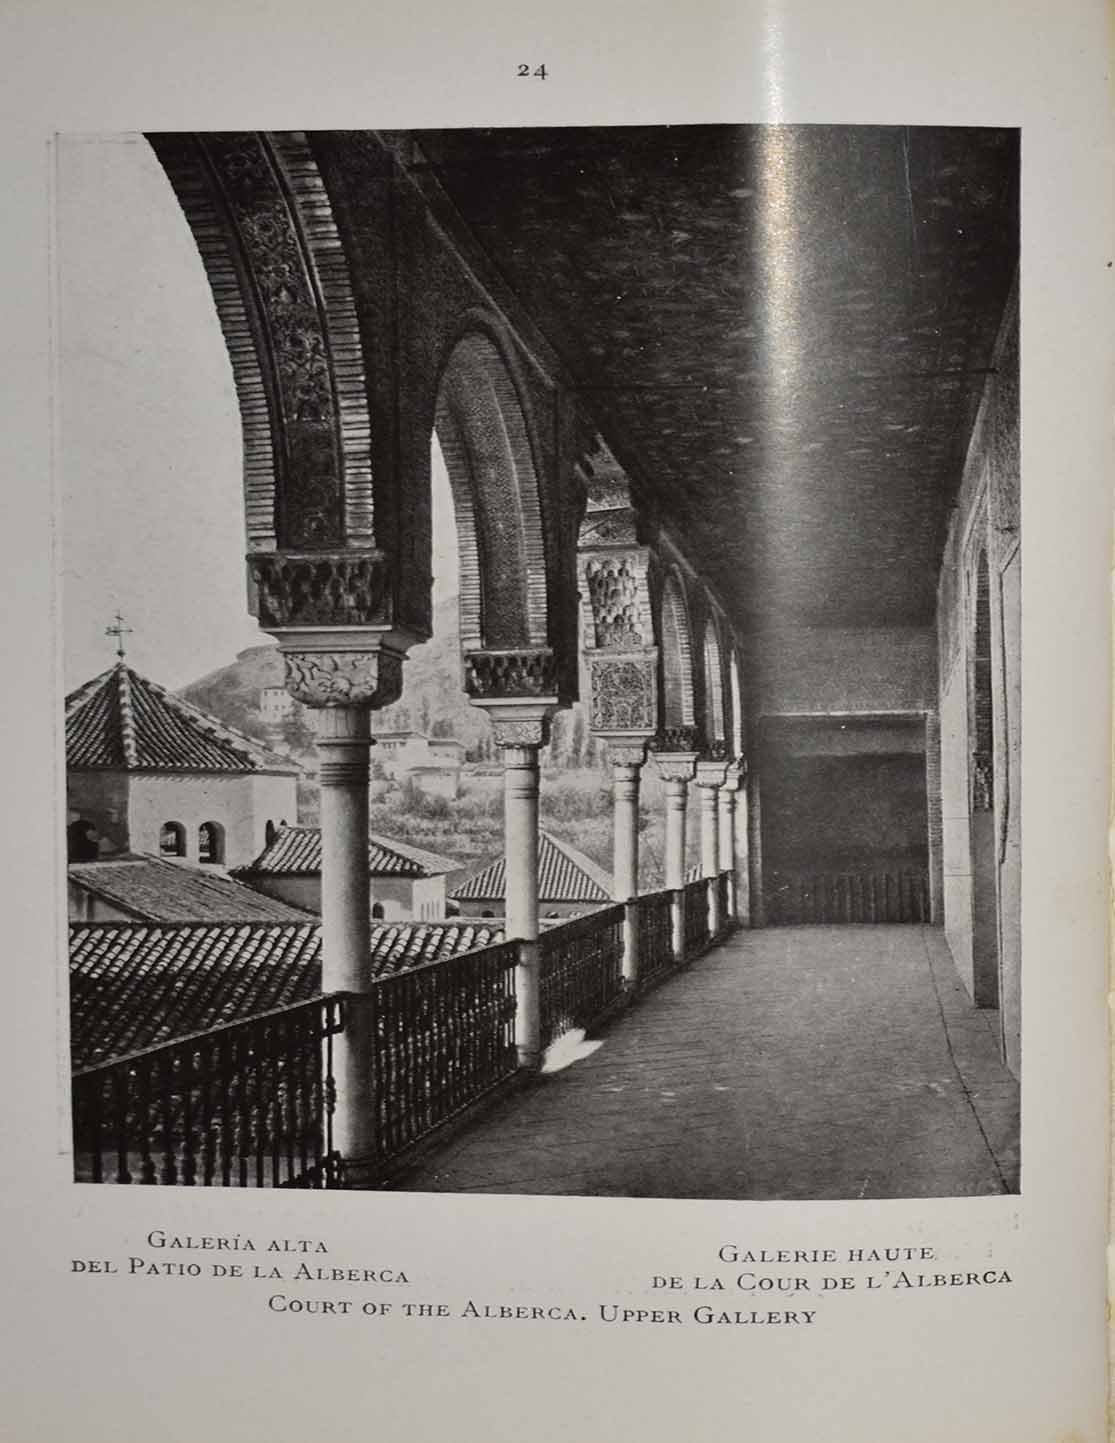 24
GALERÍA ALTA
DEL PATIO DE LA ALBERCA
GALERIE HAUTE
DE LA COUR DE L'ALBERCA
COURT OF THE ALBERCA. UPPER GALLERY